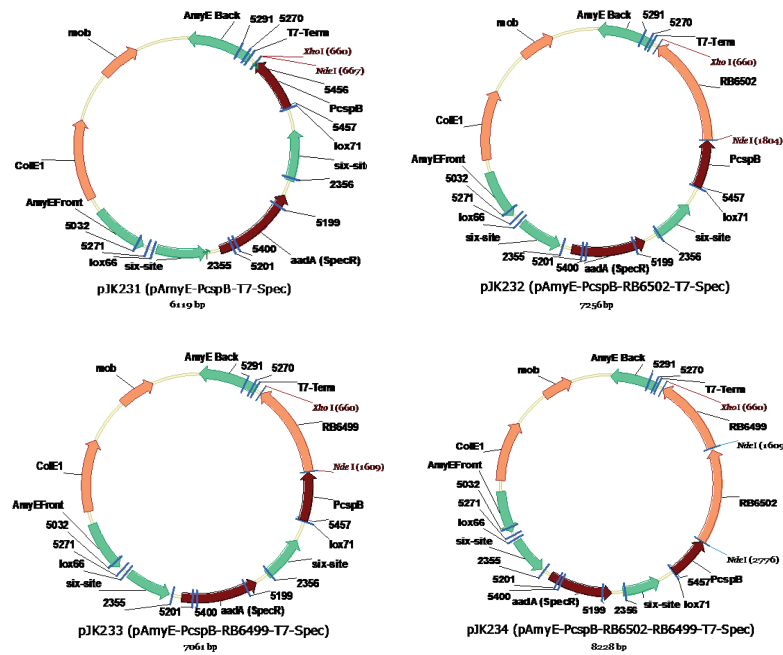 AmyE Back
5291
5270
T7-Term
XhoI (660)
NdeI (667)
5456
PcspB
5457
lox71
six-site
2356
5199
5400
aadA (SpecR)
5201
2355
six-site
lox66
5271
5032
AmyEFront
ColE1
mob
pJK231 (pAmyE-PcspB-T7-Spec)
6119 bp
AmyE Back
5291
5270
T7-Term
XhoI (660)
RB6502
NdeI (1804)
PcspB
5457
lox71
six-site
2356
5199
aadA (SpecR)
5400
5201
2355
six-site
lox66
5271
5032
AmyEFront
ColE1
mob
pJK232 (pAmyE-PcspB-RB6502-T7-Spec)
7256 bp
AmyE Back
5291
5270
T7-Term
XhoI (660)
RB6499
NdeI (1609)
PcspB
5457
lox71
six-site
2356
5199
aadA (SpecR)
5400
5201
2355
six-site
lox66
5271
5032
AmyEFront
ColE1
mob
pJK233 (pAmyE-PcspB-RB6499-T7-Spec)
7061 bp
AmyE Back
5291
5270
T7-Term
XhoI (660)
RB6499
NdeI (1609
RB6502
NdeI (2776)
PcspB
5457
lox71
six-site
2356
5199
aadA (SpecR)
5400
5201
2355
six-site
lox66
5271
5032
AmyEFront
ColE1
mob
pJK234 (pAmyE-PcspB-RB6502-RB6499-T7-Spec)
8228 bp